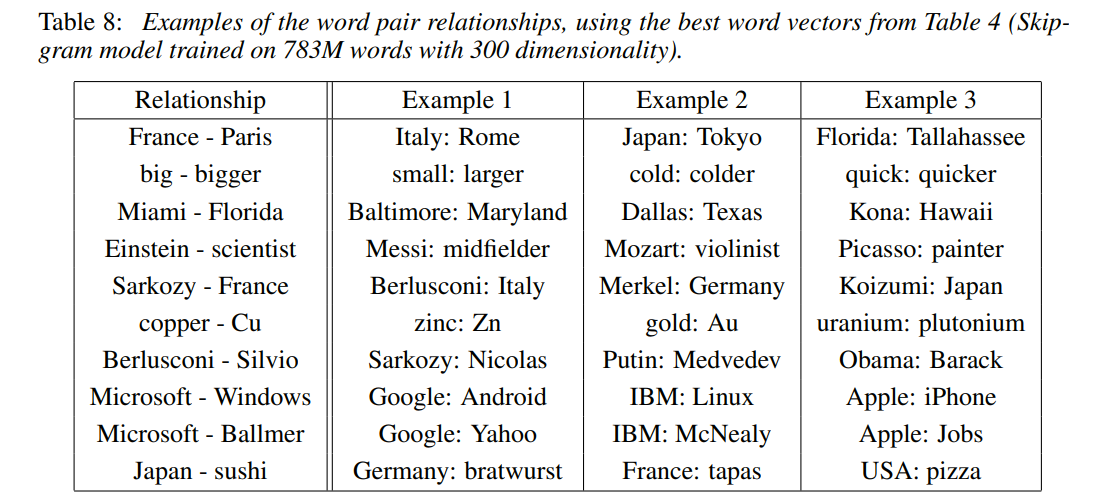 Table 8: Examples of the word pair relationships, using the best word vectors from Table 4 (Skip-
gram model trained on 783M words with 300 dimensionality).
Relationship Example 1 Example 2 Example 3
France - Paris Italy: Rome Japan: Tokyo Florida: Tallahassee
big - bigger small: larger cold: colder quick: quicker
Miami - Florida Baltimore: Maryland Dallas: Texas Kona: Hawaii
Einstein - scientist Messi: midfielder Mozart: violinist Picasso: painter
Sarkozy - France Berlusconi: Italy Merkel: Germany Koizumi: Japan
copper - Cu zinc: Zn gold: Au uranium: plutonium
Berlusconi - Silvio Sarkozy: Nicolas Putin: Medvedev Obama: Barack
Microsoft - Windows Google: Android IBM: Linux Apple: iPhone
Microsoft - Ballmer Google: Yahoo IBM: McNealy Apple: Jobs
Japan - sushi Germany: bratwurst France: tapas USA: pizza